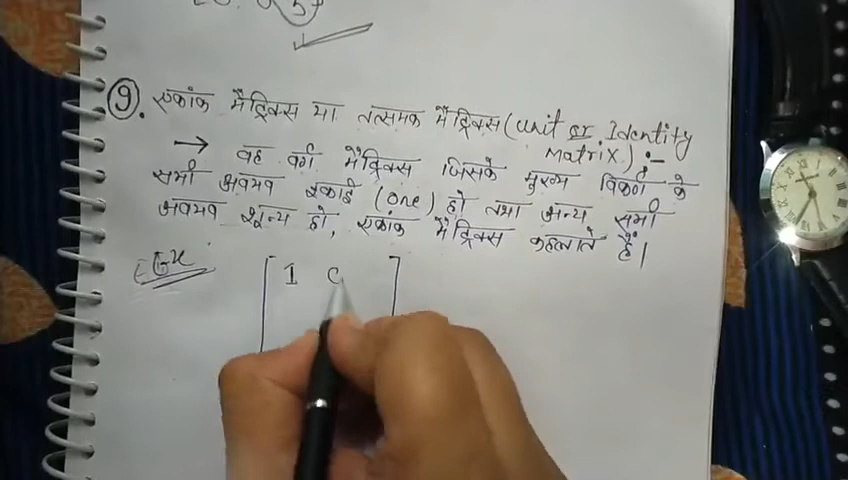 9. एकांक मैट्रिक्स या तत्समक मैट्रिक्स (Unit or Identity
Matrix) :-
→ वह वर्ग मैट्रिक्स जिसके मुख्य विकर्ण के
सभी अवयव इकाई (one) हो तथा अन्य सभी
अवयव शून्य हो, एकांक मैट्रिक्स कहलाते है।
Ex
1